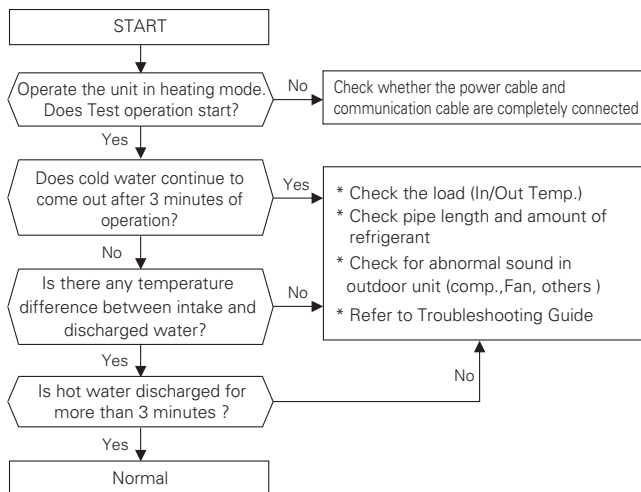 START
Operate the unit in heating mode.
Does Test operation start?
No
Check whether the power cable and
communication cable are completely connected
Yes
Does cold water continue to
come out after 3 minutes of
operation?
Yes
* Check the load (In/Out Temp.)
* Check pipe length and amount of
refrigerant
* Check for abnormal sound in
outdoor unit (comp.,Fan, others )
* Refer to Troubleshooting Guide
No
Is there any temperature
difference between intake and
discharged water?
No
Yes
Is hot water discharged for
more than 3 minutes ?
No
Yes
Normal